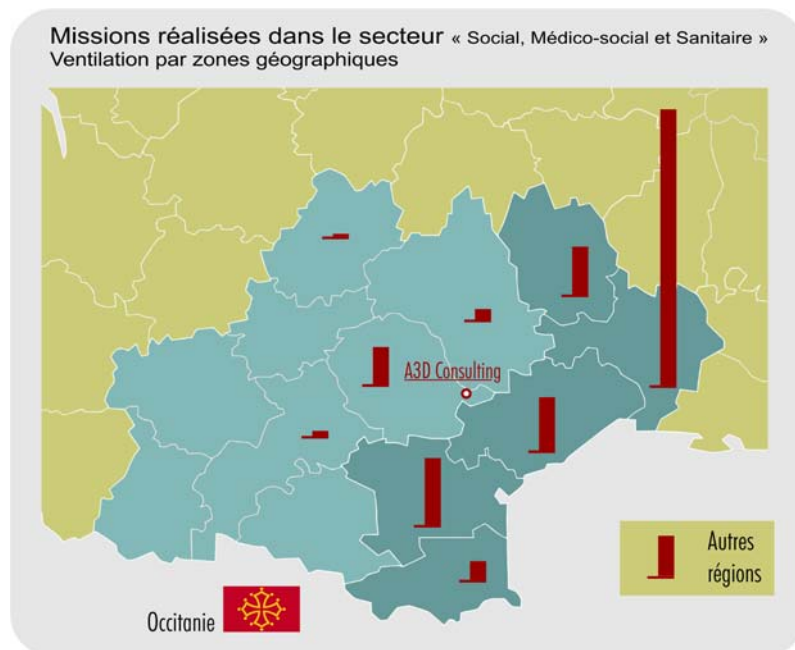 Missions réalisées dans le secteur « Social, Médico-social et Sanitaire »
Ventilation par zones géographiques
A3D Consulting
Autres
régions
Occitanie